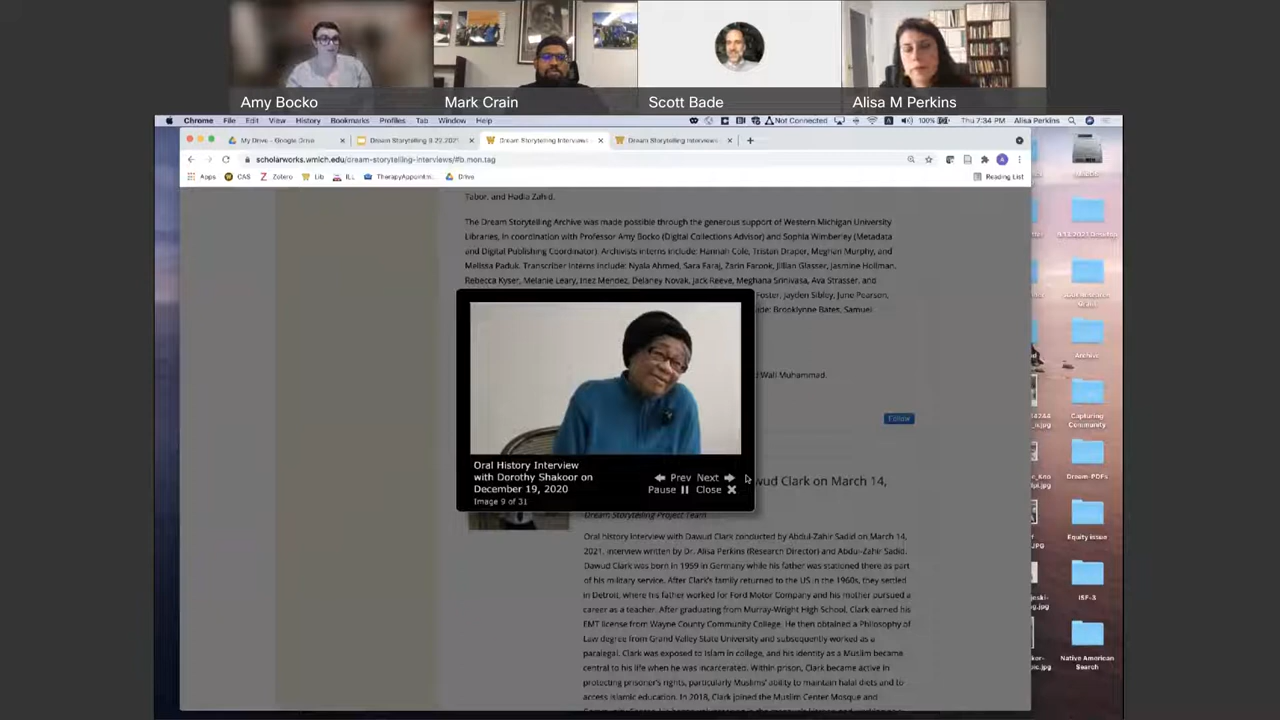 Amy Bocko
Mark Crain
Scott Bade
Alisa M Perkins
Chrome File Edit View History Bookmarks Profiles Tab Window Help
Not Connected
100%
Thu 7:34 PM Alisa Perkins
My Drive - Google Drive
Dream Storytelling 9.22.2021
Dream Storytelling Interviews
Dream Storytelling Interviews
scholarworks.wmich.edu/dream-storytelling-interviews/#b.mon.tag
Apps CAS Zotero Lib ILL TherapyAppointm... Drive
Reading List
Tabor, and Hadia Zahid.
The Dream Storytelling Archive was made possible through the generous support of Western Michigan University
Libraries, in coordination with Professor Amy Bocko (Digital Collections Advisor) and Sophia Wimberley (Metadata
and Digital Publishing Coordinator). Archivists interns include: Hannah Cole, Tristan Draper, Meghan Murphy, and
Melissa Paduk. Transcriber Interns include: Nyala Ahmed, Sara Faraj, Zarin Farook, Jillian Glasser, Jasmine Hollman,
Rebecca Kyser, Melanie Leary, Inez Mendez, Delaney Novak, Jack Reeve, Meghana Srinivasa, Ava Strasser, and
Foster, Jayden Sibley, June Pearson,
de: Brooklynne Bates, Samuel
d Wali Muhammad.
Follow
Oral History Interview
with Dorothy Shakoor on
December 19, 2020
Image 9 of 31
Prev Next
Pause Close
wud Clark on March 14,
Dream Storytelling Project Team
Oral history Interview with Dawud Clark conducted by Abdul-Zahir Sadid on March 14,
2021, interview written by Dr. Alisa Perkins (Research Director) and Abdul-Zahir Sadid.
Dawud Clark was born in 1959 in Germany while his father was stationed there as part
of his military service. After Clark's family returned to the US in the 1960s, they settled
in Detroit, where his father worked for Ford Motor Company and his mother pursued a
career as a teacher. After graduating from Murray-Wright High School, Clark earned his
EMT license from Wayne County Community College. He then obtained a Philosophy of
Law degree from Grand Valley State University and subsequently worked as a
paralegal. Clark was exposed to Islam in college, and his identity as a Muslim became
central to his life when he was incarcerated. Within prison, Clark became active in
protecting prisoner's rights, particularly Muslims' ability to maintain halal diets and to
access Islamic education. In 2018, Clark joined the Muslim Center Mosque and
Archive
Capturing
Community
Dream-PDFs
Equity issue
ISF-3
Native American
Search